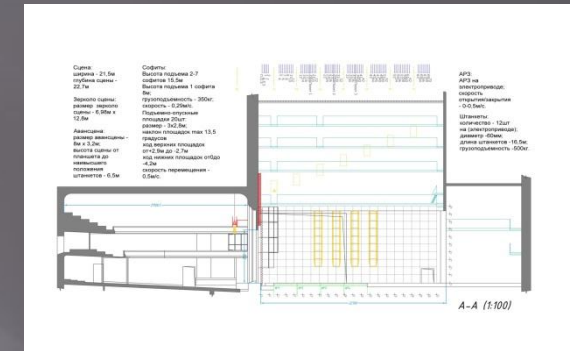 Сцена:
ширина - 21,5м
глубина сцены -
22,7м
Зеркало сцены:
размер зеркала
сцены - 6,98м х
12,8м
Авансцена:
размер авансцены -
8м х 3,2м;
высота сцены от
планшета до
наивысшего
положения
штанкетов - 6,5м
Софиты:
Высота подъема 2-7
софитов 15,5м
Высота подъема 1 софита
8м;
грузоподъемность - 350кг;
скорость - 0,29м/с.
Подъемно-опускные
площадки 20шт:
размер - 3х2,8м;
наклон площадок max 13,5
градусов
ход верхних площадок
от+2,9м до -2,7м
ход нижних площадок от0до
-4,2м
скорость перемещения -
0,5м/с.
АРЗ:
АРЗ на
электроприводе;
скорость
открытия/закрытия
- 0-0,5м/с.
Штанкеты:
количество - 12шт
на (электроприводе);
диаметр -60мм;
длина штанкетов -16,5м;
грузоподъемность -500кг.
А-А (1:100)